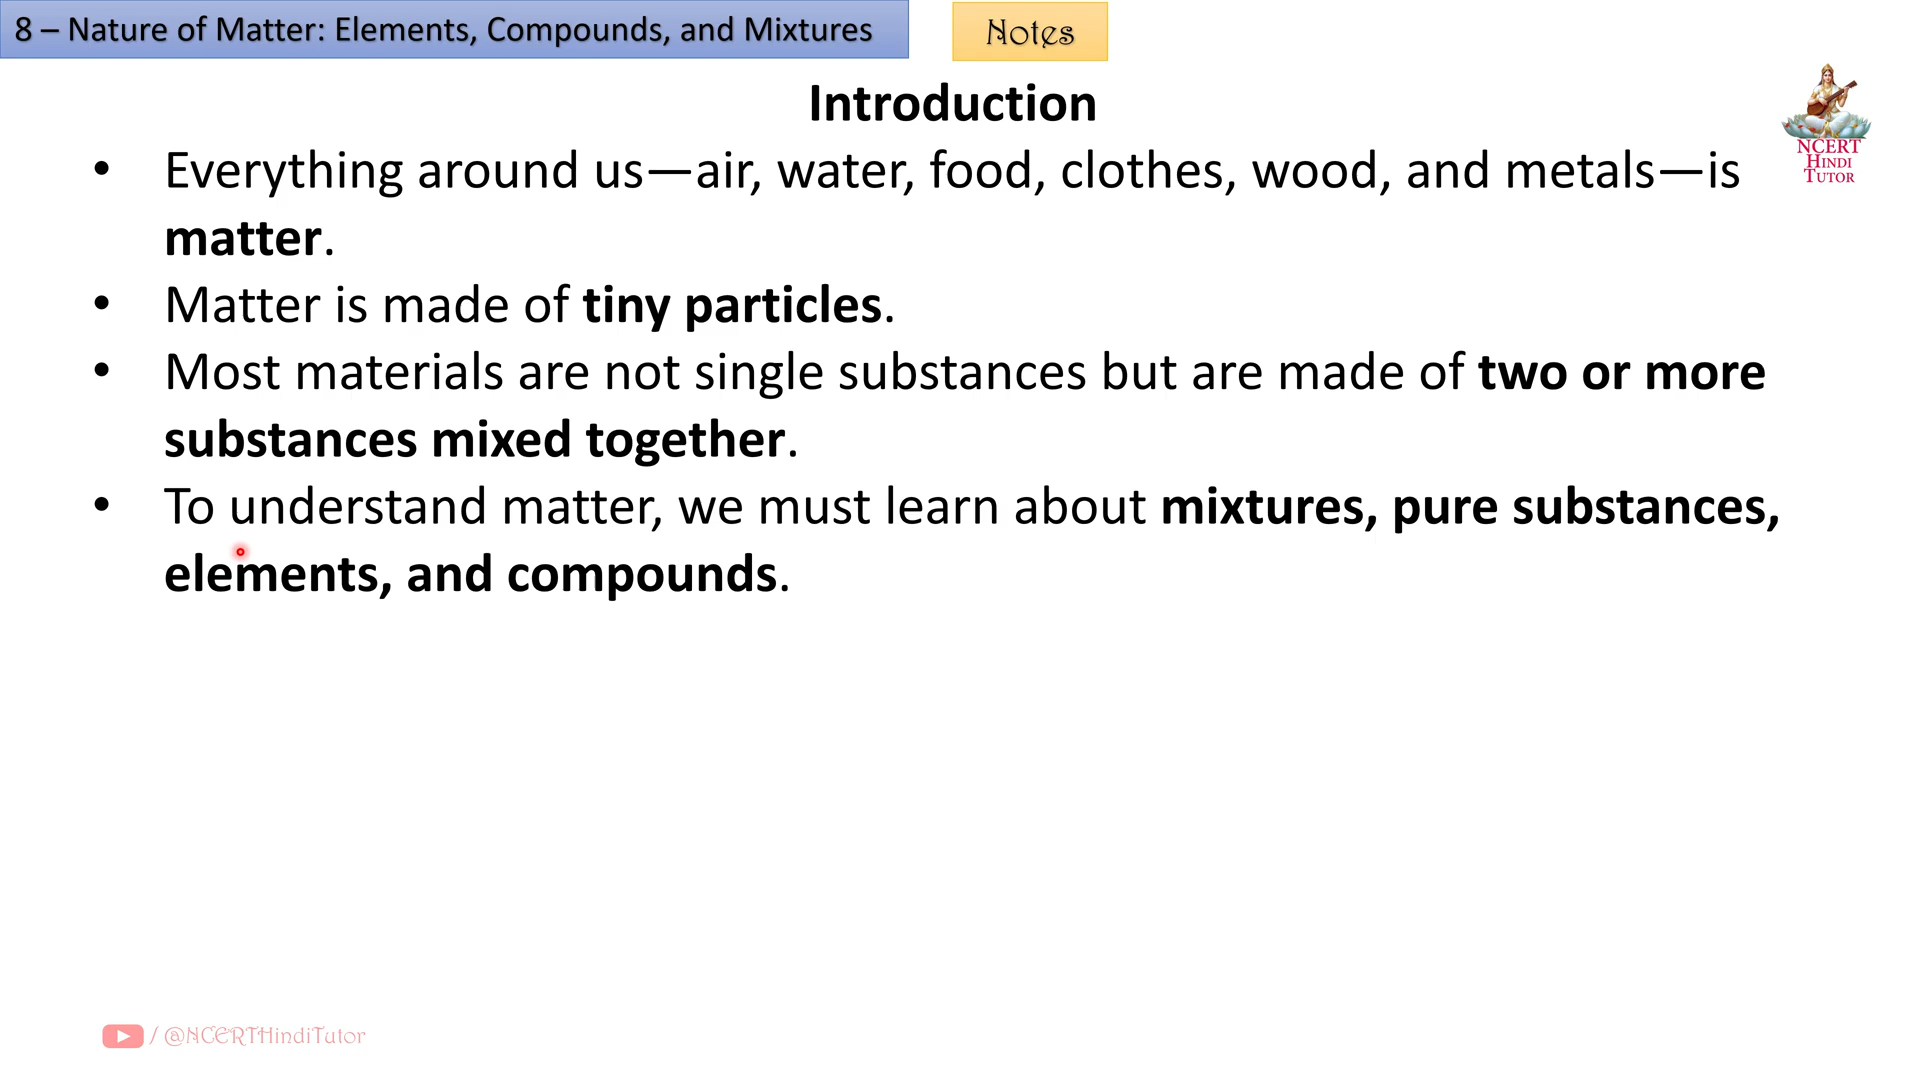 8 – Nature of Matter: Elements, Compounds, and Mixtures
Notes
Introduction
NCERT
HINDI
TUTOR
• Everything around us—air, water, food, clothes, wood, and metals—is
matter.
• Matter is made of tiny particles.
• Most materials are not single substances but are made of two or more
substances mixed together.
• To understand matter, we must learn about mixtures, pure substances,
elements, and compounds.
/ @NCERTHindiTutor